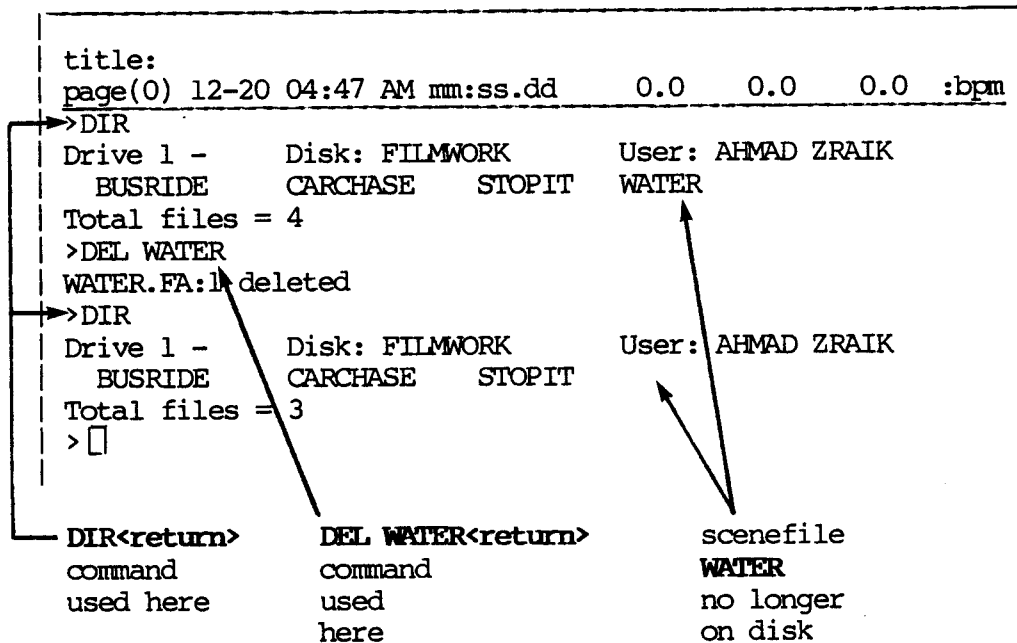 title:
page(0) 12-20 04:47 AM mm:ss.dd 0.0 0.0 0.0 :bpm
>DIR
Drive 1 - Disk: FILMWORK User: AHMAD ZRAIK
BUSRIDE CARCHASE STOPIT WATER
Total files = 4
>DEL WATER
WATER.FA:1 deleted
>DIR
Drive 1 - Disk: FILMWORK User: AHMAD ZRAIK
BUSRIDE CARCHASE STOPIT
Total files = 3
>
DIR<return>
command
used here
DEL WATER<return>
command
used
here
scenefile
WATER
no longer
on disk